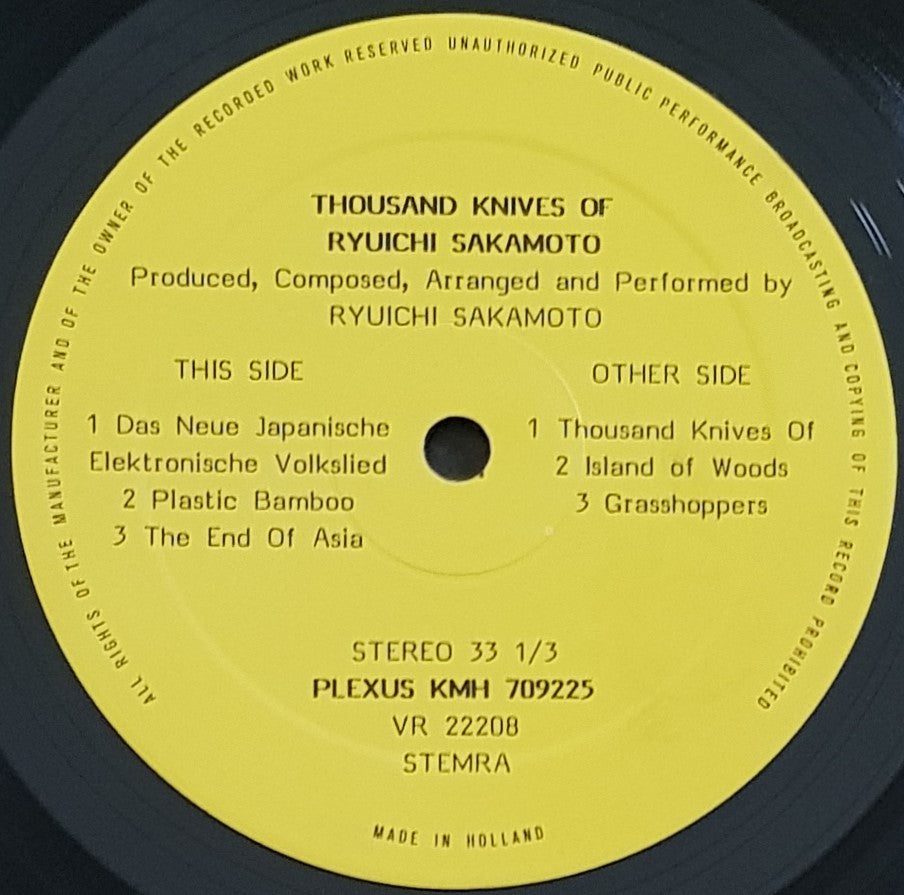 ALL RIGHTS OF THE MANUFACTURER AND OF THE OWNER OF THE RECORDED WORK RESERVED UNAUTHORIZED PUBLIC PERFORMANCE BROADCASTING AND COPYING OF THIS RECORD PROHIBITED
THOUSAND KNIVES OF
RYUICHI SAKAMOTO
Produced, Composed, Arranged and Performed by
RYUICHI SAKAMOTO
THIS SIDE
1 Das Neue Japanische
Elektronische Volkslied
2 Plastic Bamboo
3 The End Of Asia
OTHER SIDE
1 Thousand Knives Of
2 Island of Woods
3 Grasshoppers
STEREO 33 1/3
PLEXUS KMH 709225
VR 22208
STEMRA
MADE IN HOLLAND